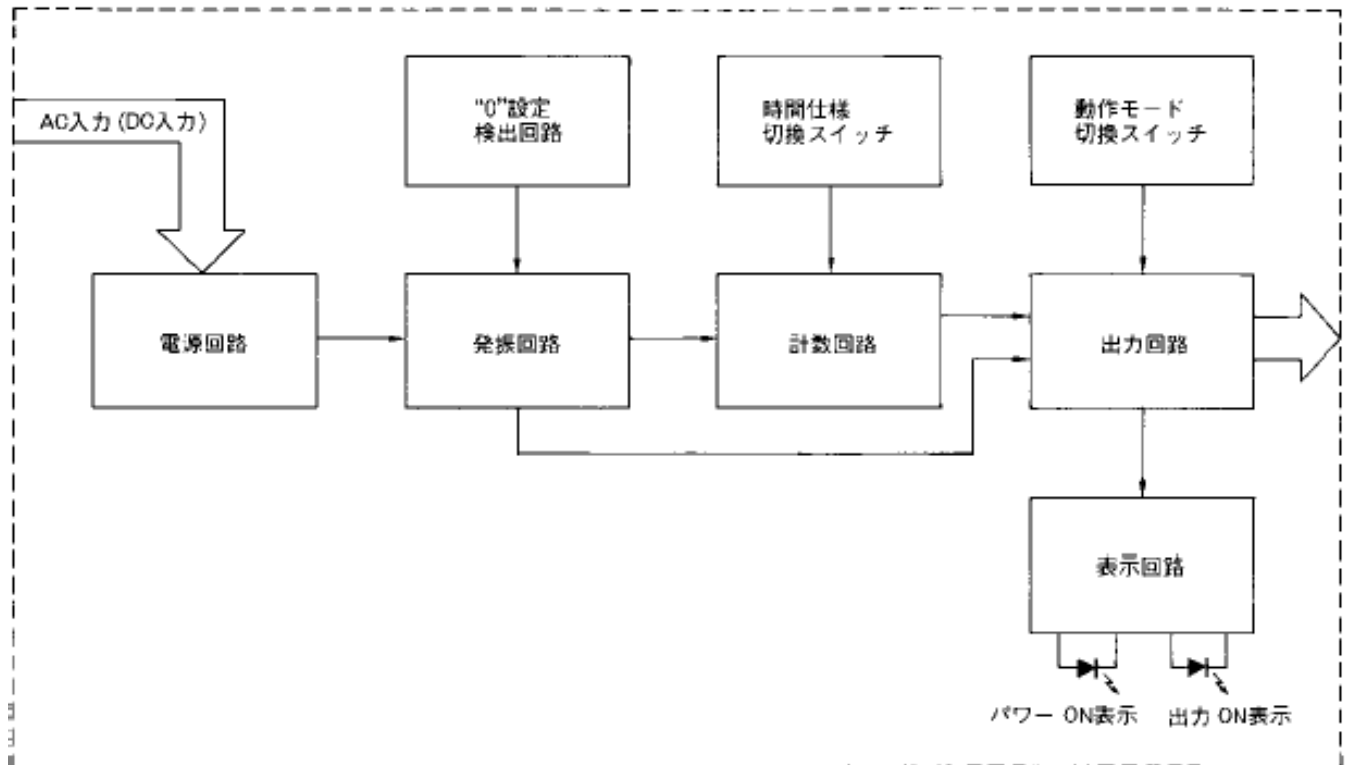 AC入力(DC入力)
"0"設定
検出回路
時間仕様
切換スイッチ
動作モード
切換スイッチ
電源回路
発振回路
計数回路
出力回路
表示回路
パワー ON表示
出力 ON表示